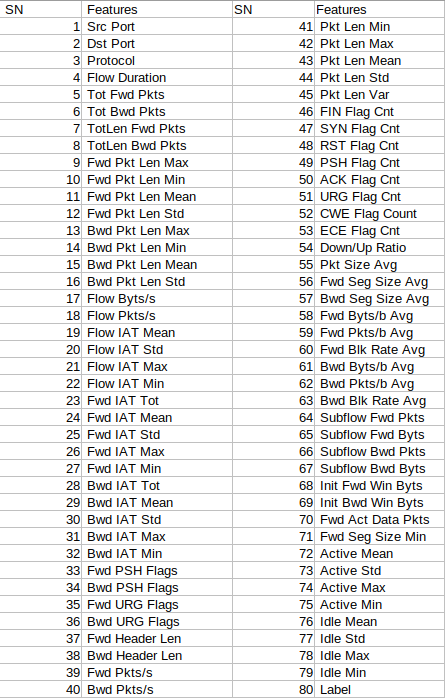 SN Features SN Features
1 Src Port 41 Pkt Len Min
2 Dst Port 42 Pkt Len Max
3 Protocol 43 Pkt Len Mean
4 Flow Duration 44 Pkt Len Std
5 Tot Fwd Pkts 45 Pkt Len Var
6 Tot Bwd Pkts 46 FIN Flag Cnt
7 TotLen Fwd Pkts 47 SYN Flag Cnt
8 TotLen Bwd Pkts 48 RST Flag Cnt
9 Fwd Pkt Len Max 49 PSH Flag Cnt
10 Fwd Pkt Len Min 50 ACK Flag Cnt
11 Fwd Pkt Len Mean 51 URG Flag Cnt
12 Fwd Pkt Len Std 52 CWE Flag Count
13 Bwd Pkt Len Max 53 ECE Flag Cnt
14 Bwd Pkt Len Min 54 Down/Up Ratio
15 Bwd Pkt Len Mean 55 Pkt Size Avg
16 Bwd Pkt Len Std 56 Fwd Seg Size Avg
17 Flow Byts/s 57 Bwd Seg Size Avg
18 Flow Pkts/s 58 Fwd Byts/b Avg
19 Flow IAT Mean 59 Fwd Pkts/b Avg
20 Flow IAT Std 60 Fwd Blk Rate Avg
21 Flow IAT Max 61 Bwd Byts/b Avg
22 Flow IAT Min 62 Bwd Pkts/b Avg
23 Fwd IAT Tot 63 Bwd Blk Rate Avg
24 Fwd IAT Mean 64 Subflow Fwd Pkts
25 Fwd IAT Std 65 Subflow Fwd Byts
26 Fwd IAT Max 66 Subflow Bwd Pkts
27 Fwd IAT Min 67 Subflow Bwd Byts
28 Bwd IAT Tot 68 Init Fwd Win Byts
29 Bwd IAT Mean 69 Init Bwd Win Byts
30 Bwd IAT Std 70 Fwd Act Data Pkts
31 Bwd IAT Max 71 Fwd Seg Size Min
32 Bwd IAT Min 72 Active Mean
33 Fwd PSH Flags 73 Active Std
34 Bwd PSH Flags 74 Active Max
35 Fwd URG Flags 75 Active Min
36 Bwd URG Flags 76 Idle Mean
37 Fwd Header Len 77 Idle Std
38 Bwd Header Len 78 Idle Max
39 Fwd Pkts/s 79 Idle Min
40 Bwd Pkts/s 80 Label